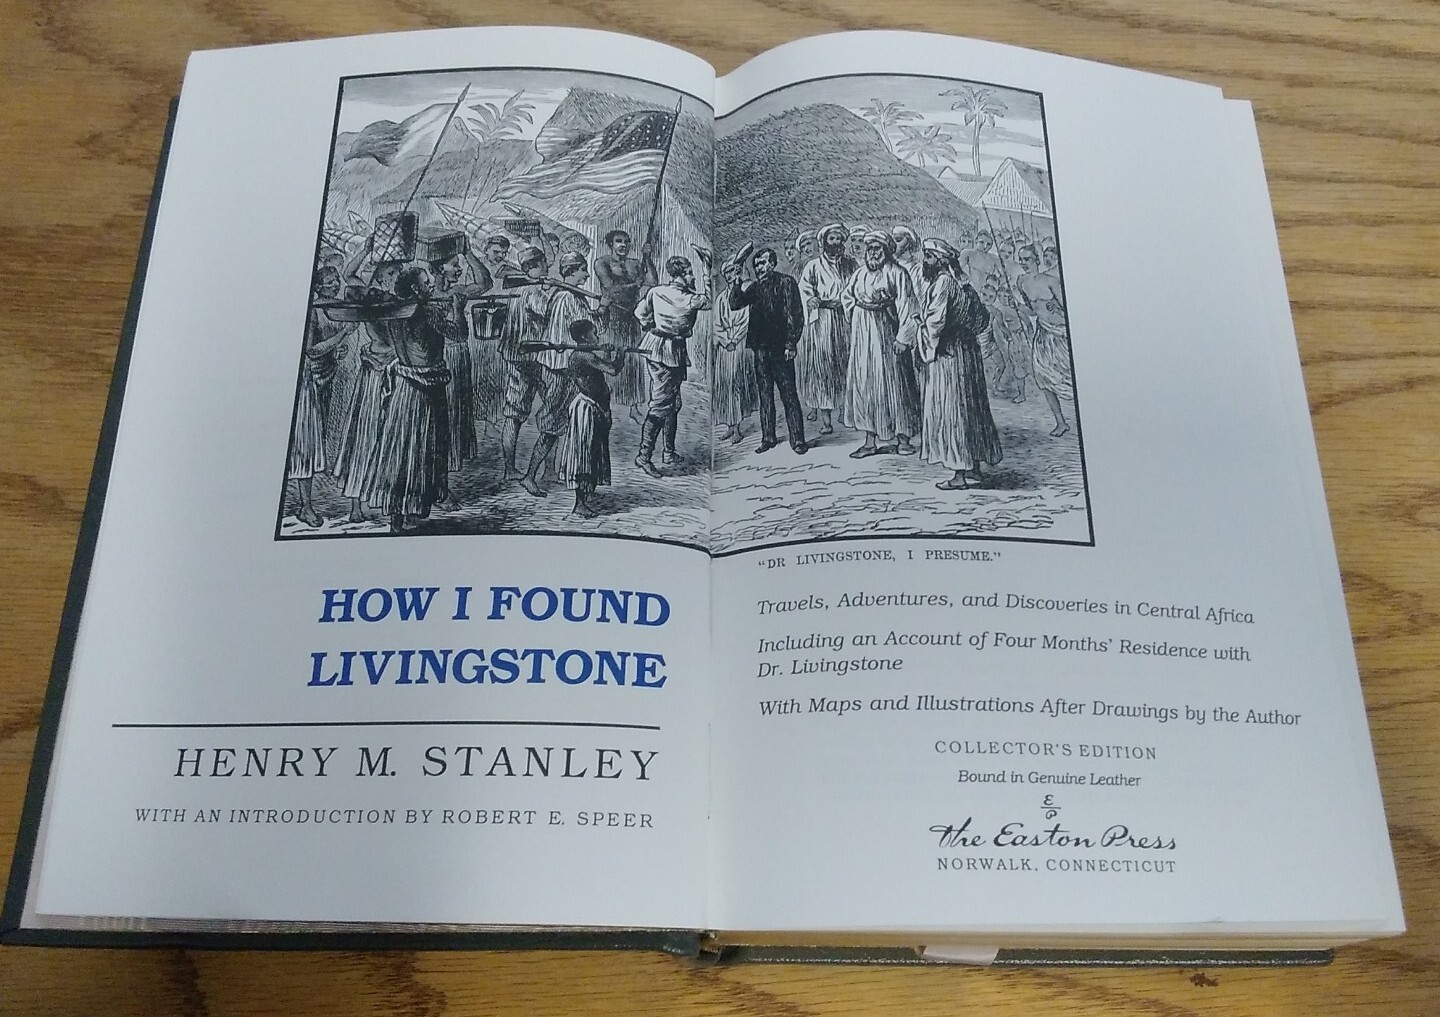 HOW I FOUND
LIVINGSTONE
HENRY M. STANLEY
WITH AN INTRODUCTION BY ROBERT E. SPEER
"DR LIVINGSTONE, I PRESUME."
Travels, Adventures, and Discoveries in Central Africa
Including an Account of Four Months' Residence with
Dr. Livingstone
With Maps and Illustrations After Drawings by the Author
COLLECTOR'S EDITION
Bound in Genuine Leather
E
P
The Easton Press
NORWALK, CONNECTICUT